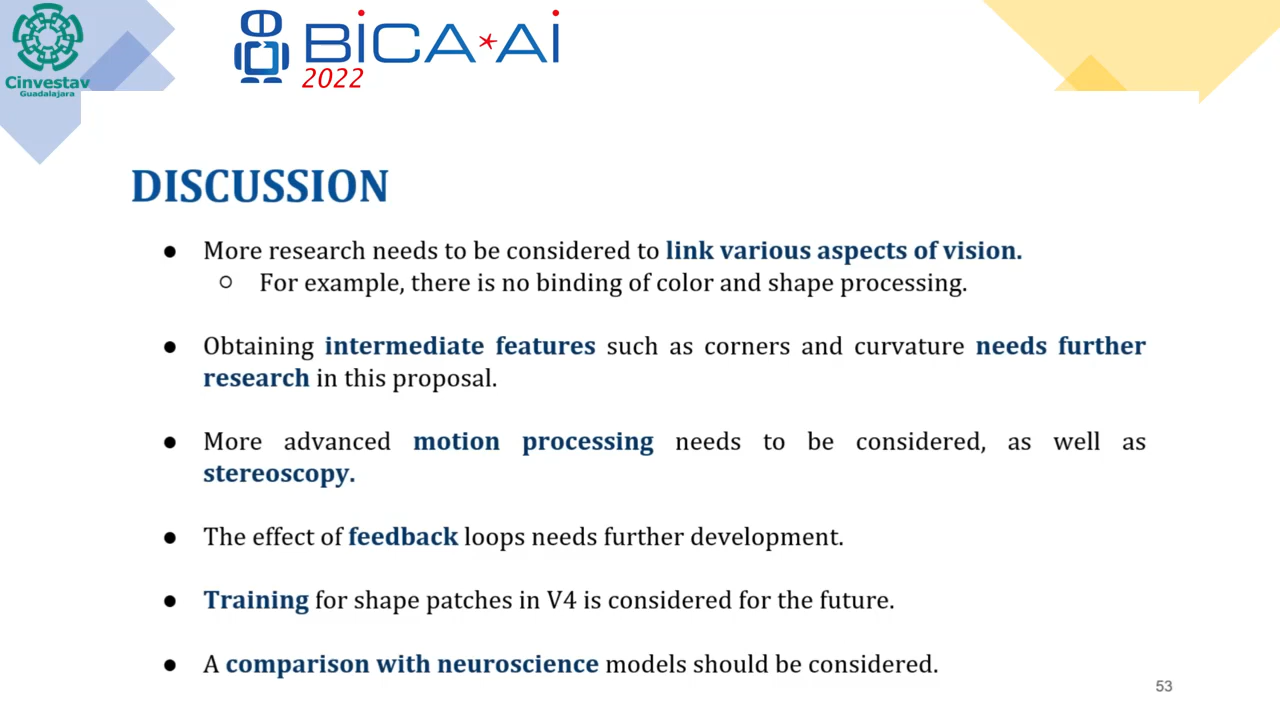 Cinvestav
Guadalajara
BiCA*Ai
2022
DISCUSSION
● More research needs to be considered to link various aspects of vision.
○ For example, there is no binding of color and shape processing.
● Obtaining intermediate features such as corners and curvature needs further
research in this proposal.
● More advanced motion processing needs to be considered, as well as
stereoscopy.
● The effect of feedback loops needs further development.
● Training for shape patches in V4 is considered for the future.
● A comparison with neuroscience models should be considered.
53